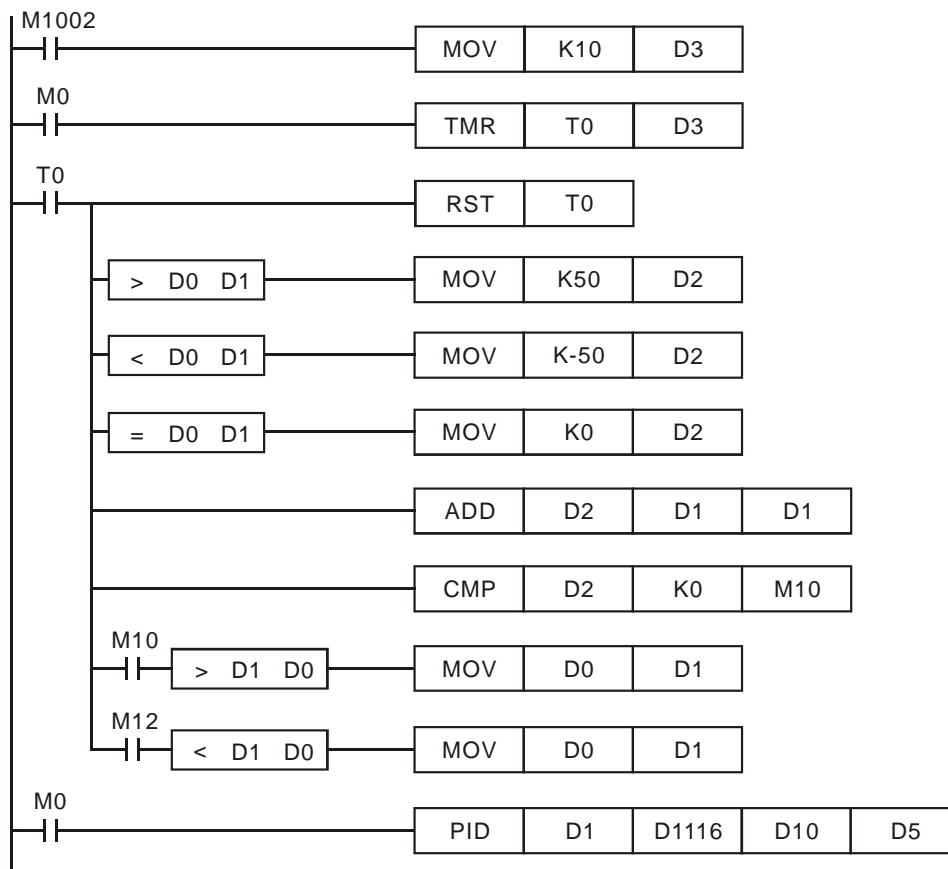 M1002
MOV K10 D3
M0
TMR T0 D3
T0
RST T0
> D0 D1 MOV K50 D2
< D0 D1 MOV K-50 D2
= D0 D1 MOV K0 D2
ADD D2 D1 D1
CMP D2 K0 M10
M10
> D1 D0 MOV D0 D1
M12
< D1 D0 MOV D0 D1
M0
PID D1 D1116 D10 D5